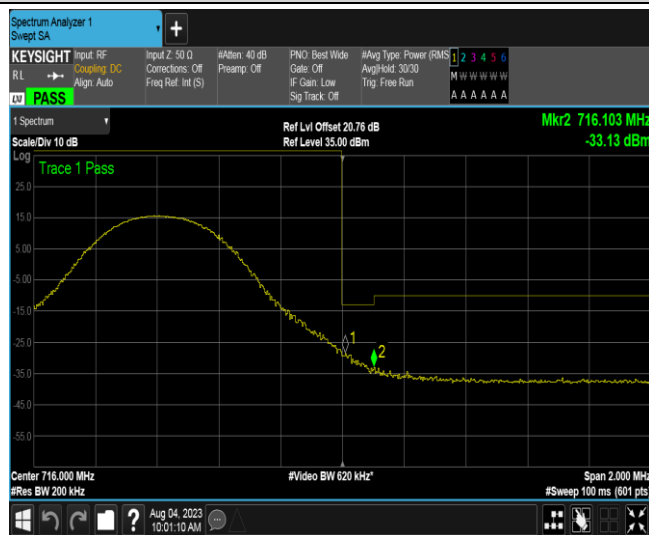 Spectrum Analyzer 1
Swept SA
+
KEYSIGHT
RL
LXI PASS
Input: RF
Coupling: DC
Align: Auto
Input Z: 50 Ω
Corrections: Off
Freq Ref: Int (S)
#Atten: 40 dB
Preamp: Off
PNO: Best Wide
Gate: Off
IF Gain: Low
Sig Track: Off
#Avg Type: Power (RMS
Avg|Hold: 30/30
Trig: Free Run
1 2 3 4 5 6
M W W W W W
A A A A A A
1 Spectrum
Scale/Div 10 dB
Ref Lvl Offset 20.76 dB
Ref Level 35.00 dBm
Mkr2 716.103 MHz
-33.13 dBm
Log
Trace 1 Pass
25.0
15.0
5.00
-5.00
-15.0
-25.0
-35.0
-45.0
-55.0
1
2
Center 716.000 MHz
#Res BW 200 kHz
#Video BW 620 kHz*
Span 2.000 MHz
#Sweep 100 ms (601 pts)
?
Aug 04, 2023
10:01:10 AM